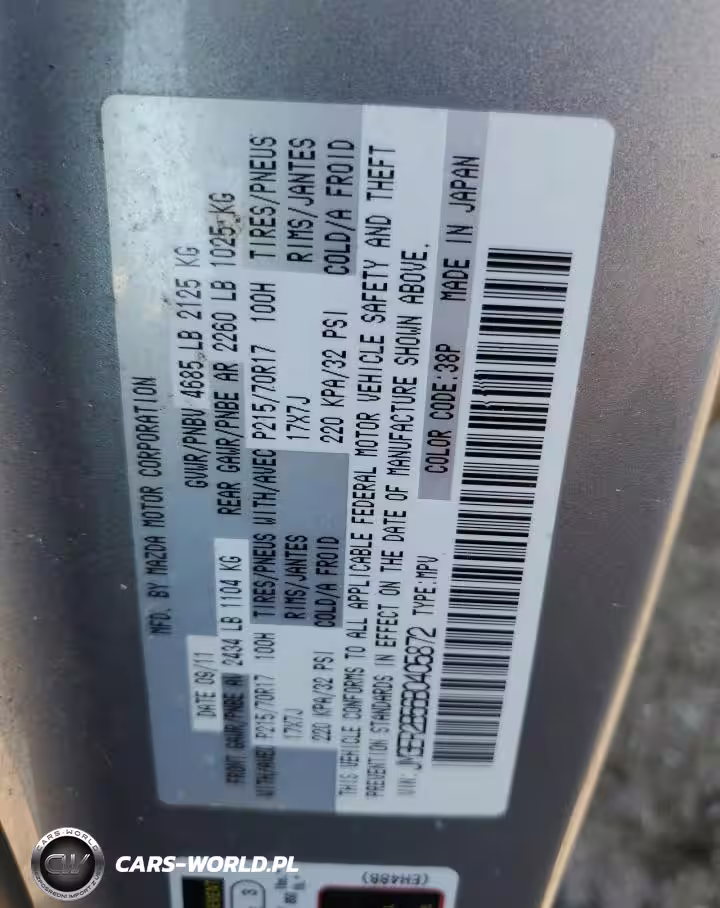 MFD. BY MAZDA MOTOR CORPORATION
DATE 09/11 GVWR/PNBV 4685 LB 2125 KG
FRONT GAWR/PNBE AV 2434 LB 1104 KG REAR GAWR/PNBE AR 2260 LB 1025 KG
WITH/AVEC P215/70R17 100H TIRES/PNEUS WITH/AVEC P215/70R17 100H TIRES/PNEUS
17X7J RIMS/JANTES 17X7J RIMS/JANTES
220 KPA/32 PSI COLD/A FROID 220 KPA/32 PSI COLD/A FROID
THIS VEHICLE CONFORMS TO ALL APPLICABLE FEDERAL MOTOR VEHICLE SAFETY AND THEFT
PREVENTION STANDARDS IN EFFECT ON THE DATE OF MANUFACTURE SHOWN ABOVE.
VIN: TYPE:MPV COLOR CODE:38P MADE IN JAPAN
(EH48B)
3
CARS-WORLD
CW
CARS-WORLD.PL